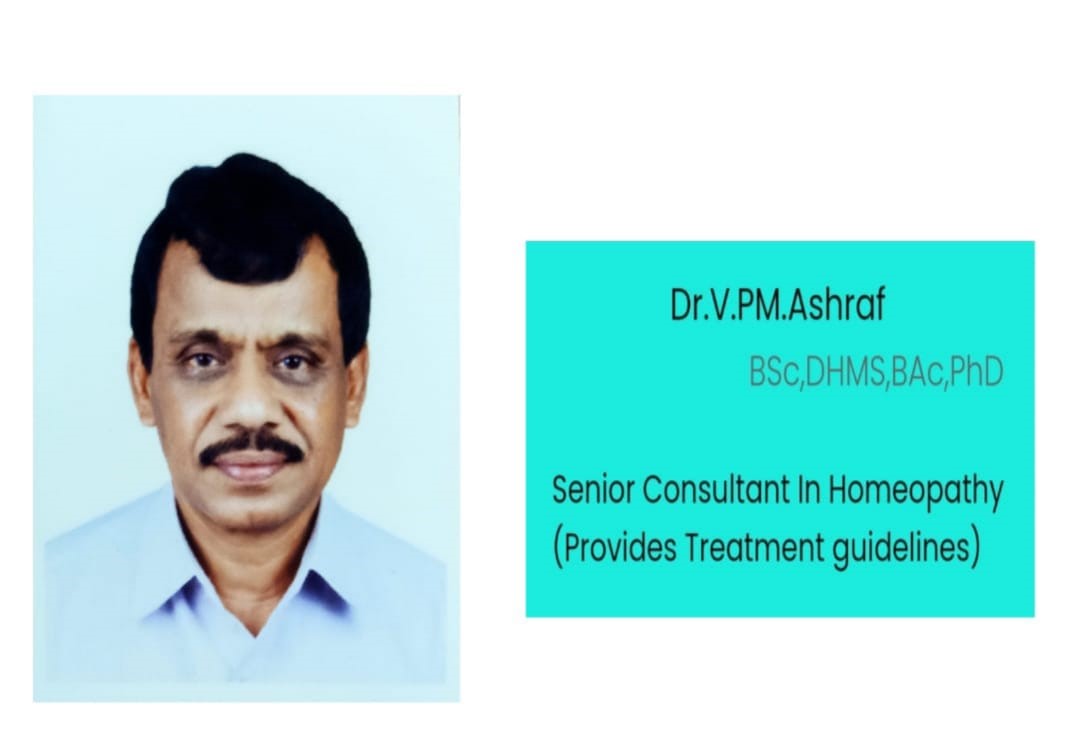 Dr.V.PM.Ashraf
BSc,DHMS,BAc,PhD
Senior Consultant In Homeopathy
(Provides Treatment guidelines)